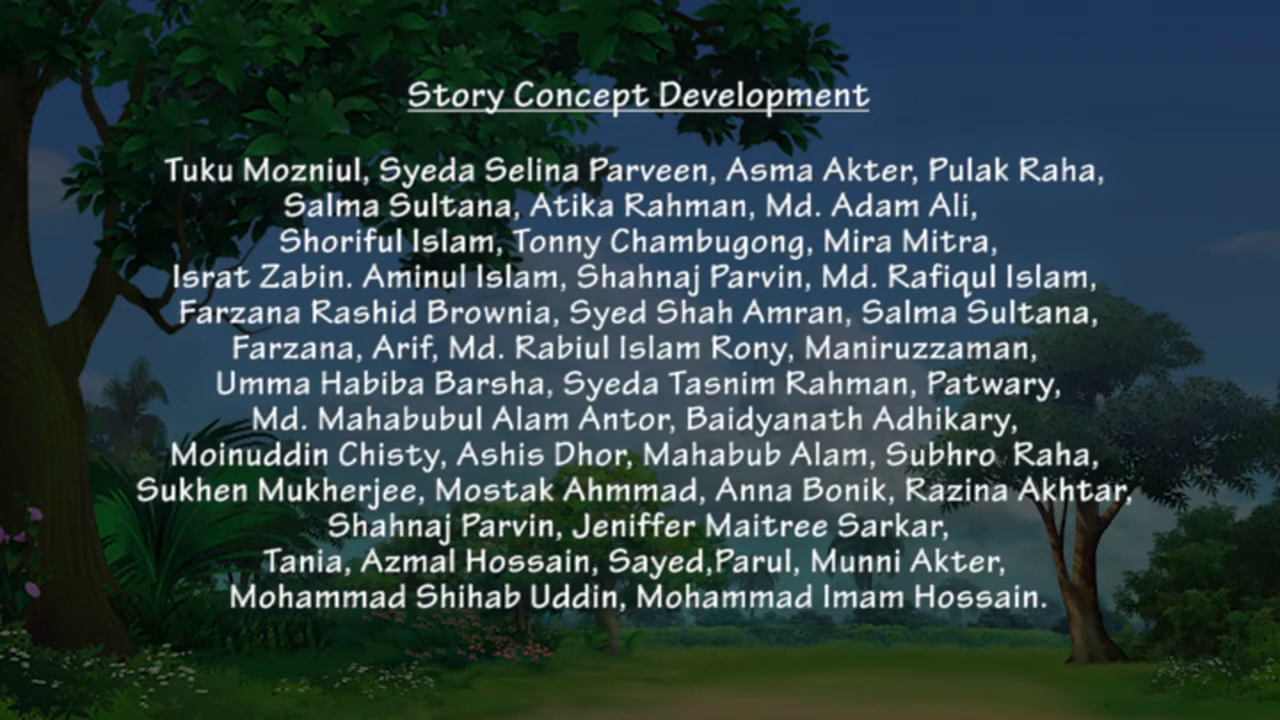 Story Concept Development
Tuku Mozniul, Syeda Selina Parveen, Asma Akter, Pulak Raha,
Salma Sultana, Atika Rahman, Md. Adam Ali,
Shoriful Islam, Tonny Chambugong, Mira Mitra,
Israt Zabin. Aminul Islam, Shahnaj Parvin, Md. Rafiqul Islam,
Farzana Rashid Brownia, Syed Shah Amran, Salma Sultana,
Farzana, Arif, Md. Rabiul Islam Rony, Maniruzzaman,
Umma Habiba Barsha, Syeda Tasnim Rahman, Patwary,
Md. Mahabubul Alam Antor, Baidyanath Adhikary,
Moinuddin Chisty, Ashis Dhor, Mahabub Alam, Subhro  Raha,
Sukhen Mukherjee, Mostak Ahmmad, Anna Bonik, Razina Akhtar,
Shahnaj Parvin, Jeniffer Maitree Sarkar,
Tania, Azmal Hossain, Sayed,Parul, Munni Akter,
Mohammad Shihab Uddin, Mohammad Imam Hossain.